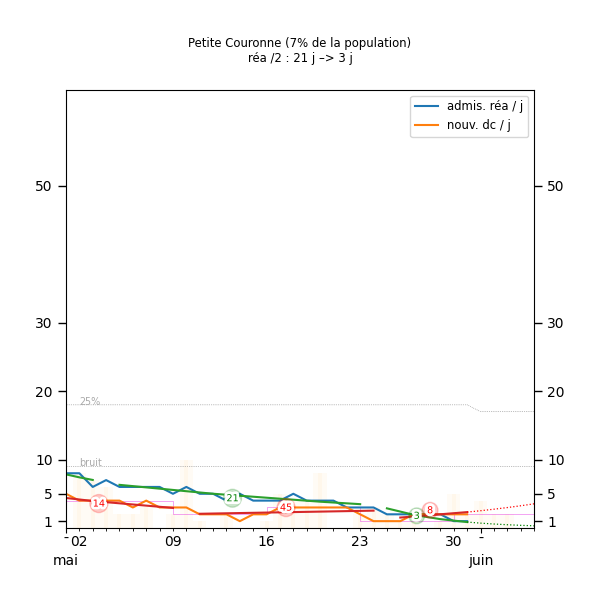 Petite Couronne (7% de la population)
réa /2 : 21 j –> 3 j
admis. réa / j
nouv. dc / j
50 50
30 30
20 20
25%
10 10
bruit
5 5
14 21 45 3 8
1 1
02 09 16 23 30
mai juin